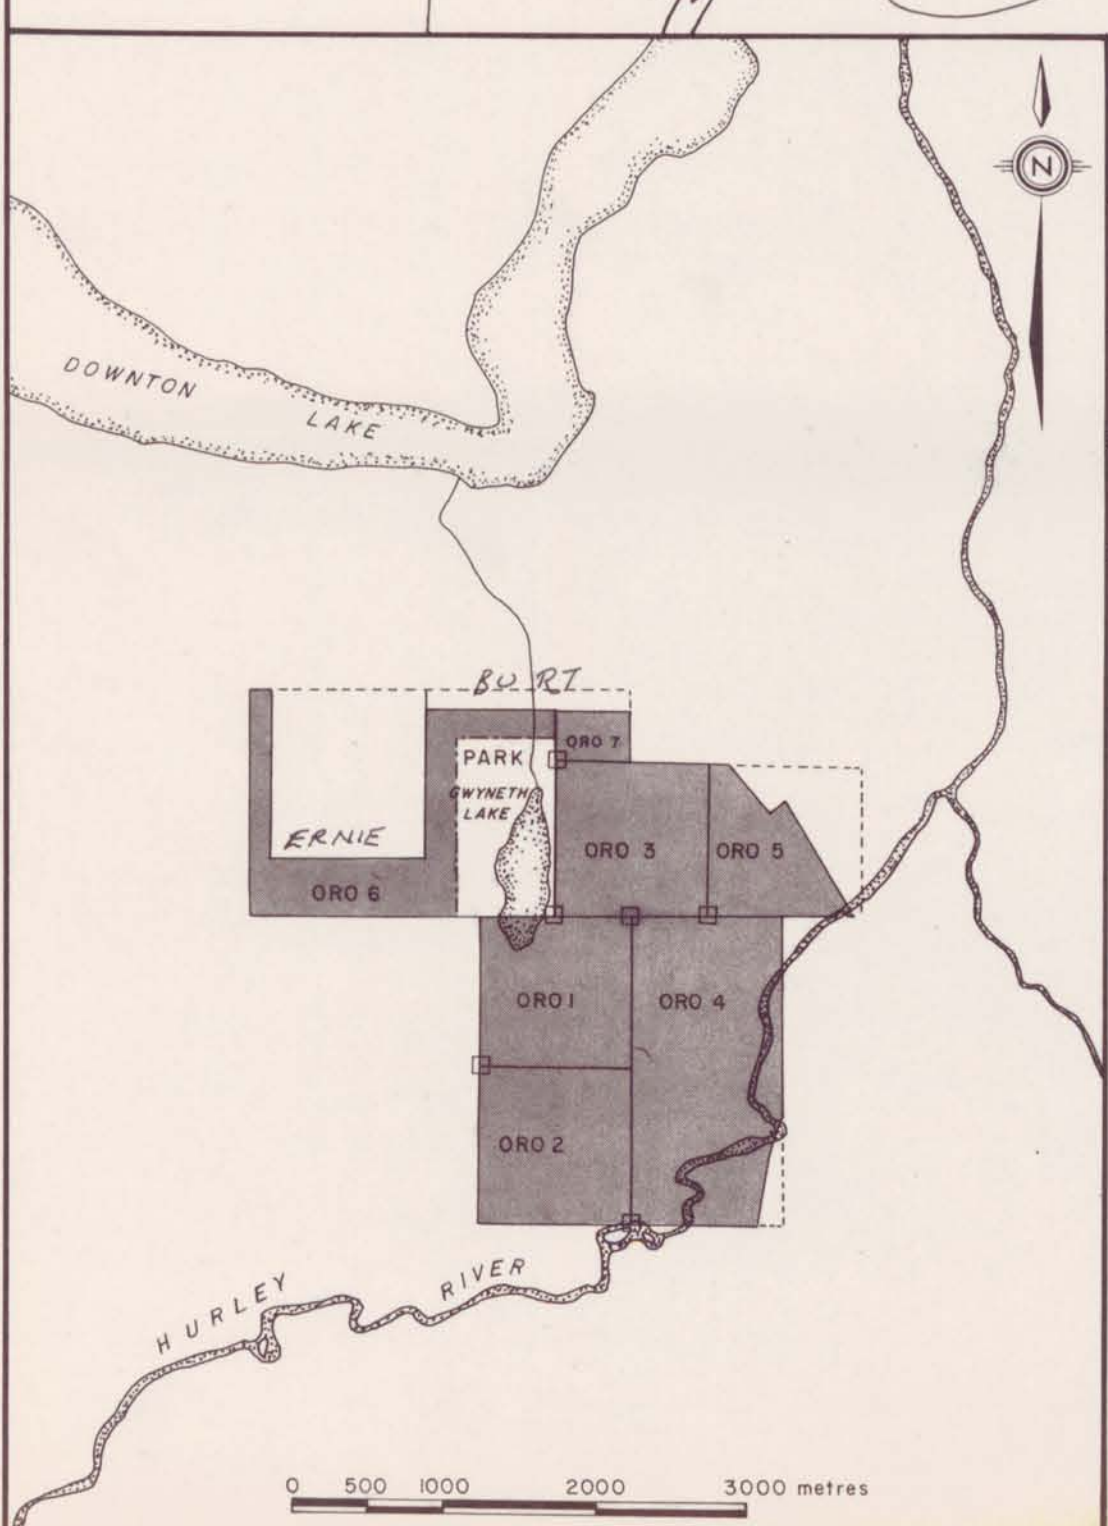 N
DOWNTON
LAKE
BURT
ORO 7
PARK
GWYNETH
LAKE
ERNIE
ORO 3
ORO 5
ORO 6
ORO 1
ORO 4
ORO 2
HURLEY RIVER
0 500 1000 2000 3000 metres